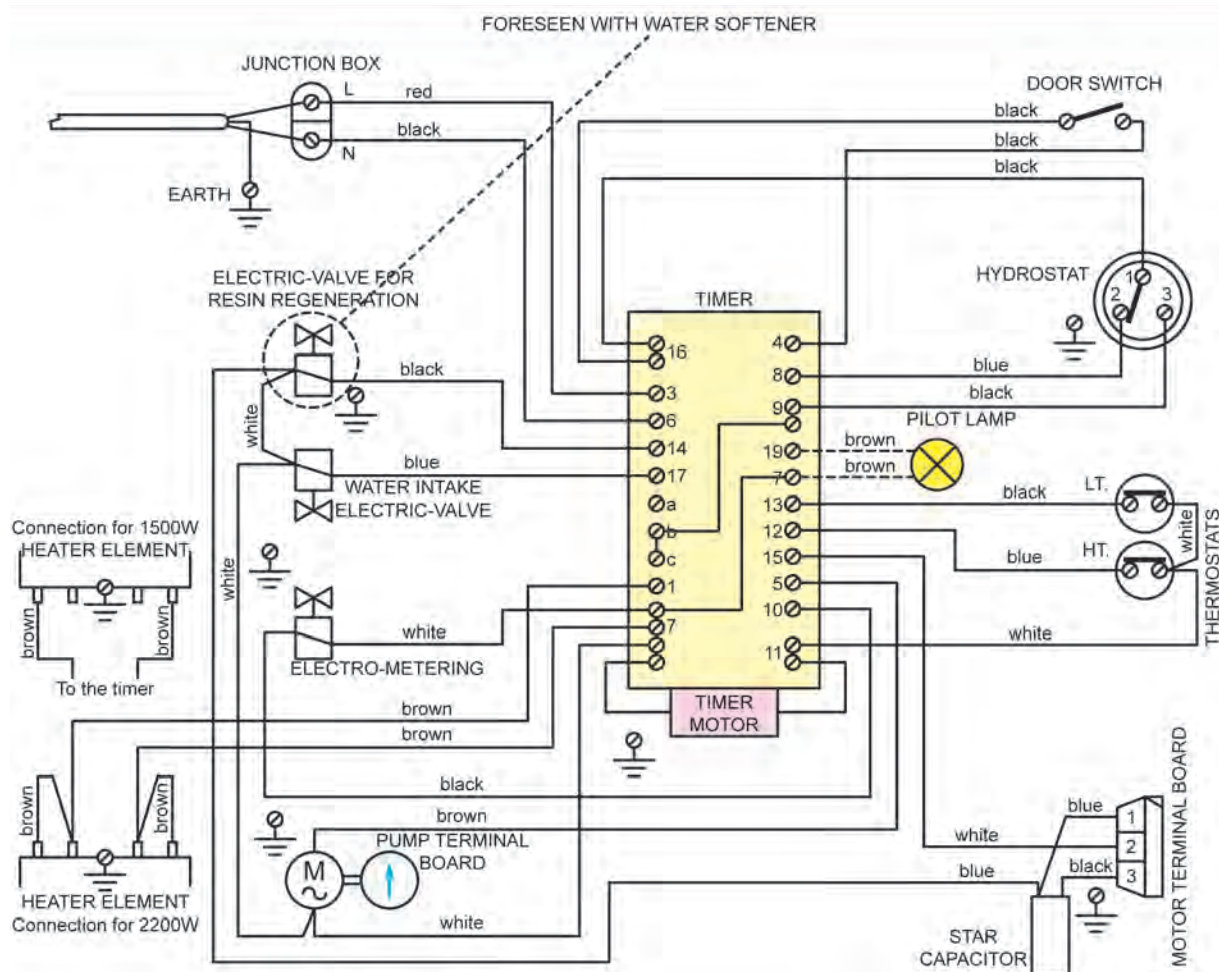 FORESEEN WITH WATER SOFTENER
JUNCTION BOX
L
red
black
N
EARTH
DOOR SWITCH
black
black
black
HYDROSTAT
1
2
3
ELECTRIC-VALVE FOR
RESIN REGENERATION
black
white
blue
WATER INTAKE
ELECTRIC-VALVE
TIMER
16
3
6
14
17
a
b
c
1
7
4
8
9
19
7
13
12
15
5
10
11
blue
black
PILOT LAMP
brown
brown
black
LT.
white
blue
HT.
THERMOSTATS
white
Connection for 1500W
HEATER ELEMENT
brown
brown
To the timer
white
white
ELECTRO-METERING
TIMER
MOTOR
brown
brown
black
brown
brown
brown
HEATER ELEMENT
Connection for 2200W
M
PUMP TERMINAL
BOARD
white
blue
white
blue
black
1
2
3
MOTOR TERMINAL BOARD
STAR
CAPACITOR